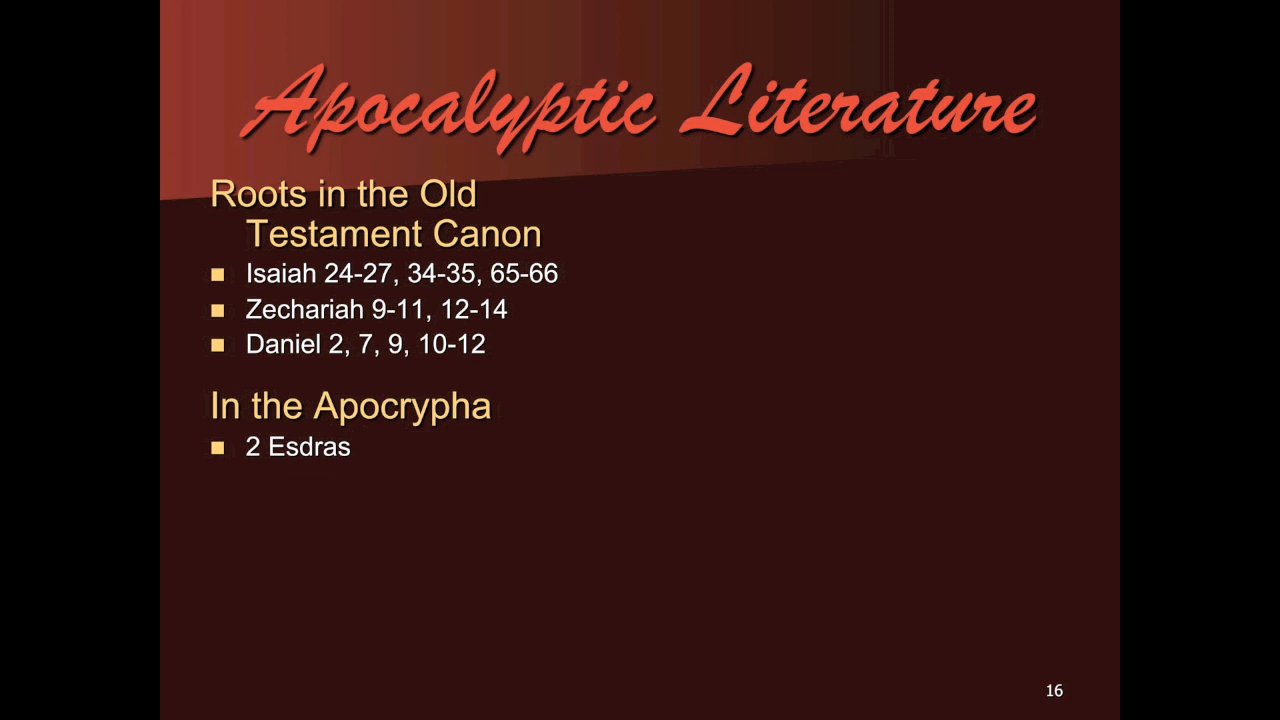 Apocalyptic Literature
Roots in the Old
Testament Canon
Isaiah 24-27, 34-35, 65-66
Zechariah 9-11, 12-14
Daniel 2, 7, 9, 10-12
In the Apocrypha
2 Esdras
16